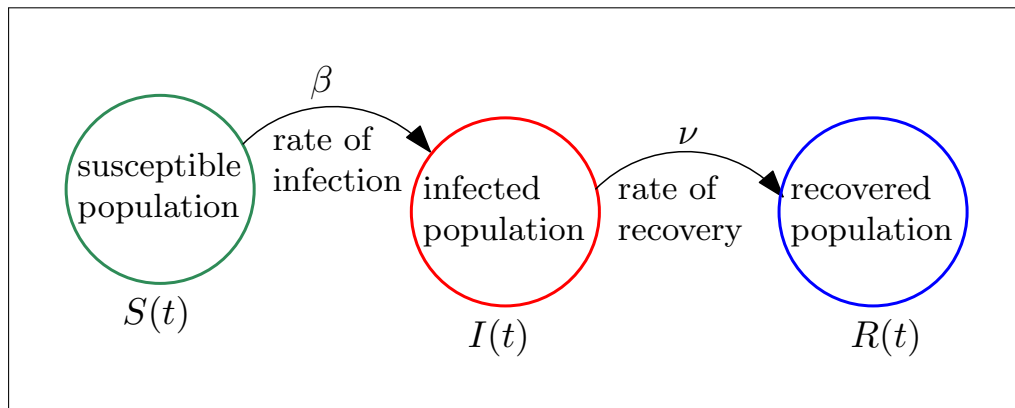 β
rate of
infection
susceptible
population
S(t)
infected
population
I(t)
ν
rate of
recovery
recovered
population
R(t)